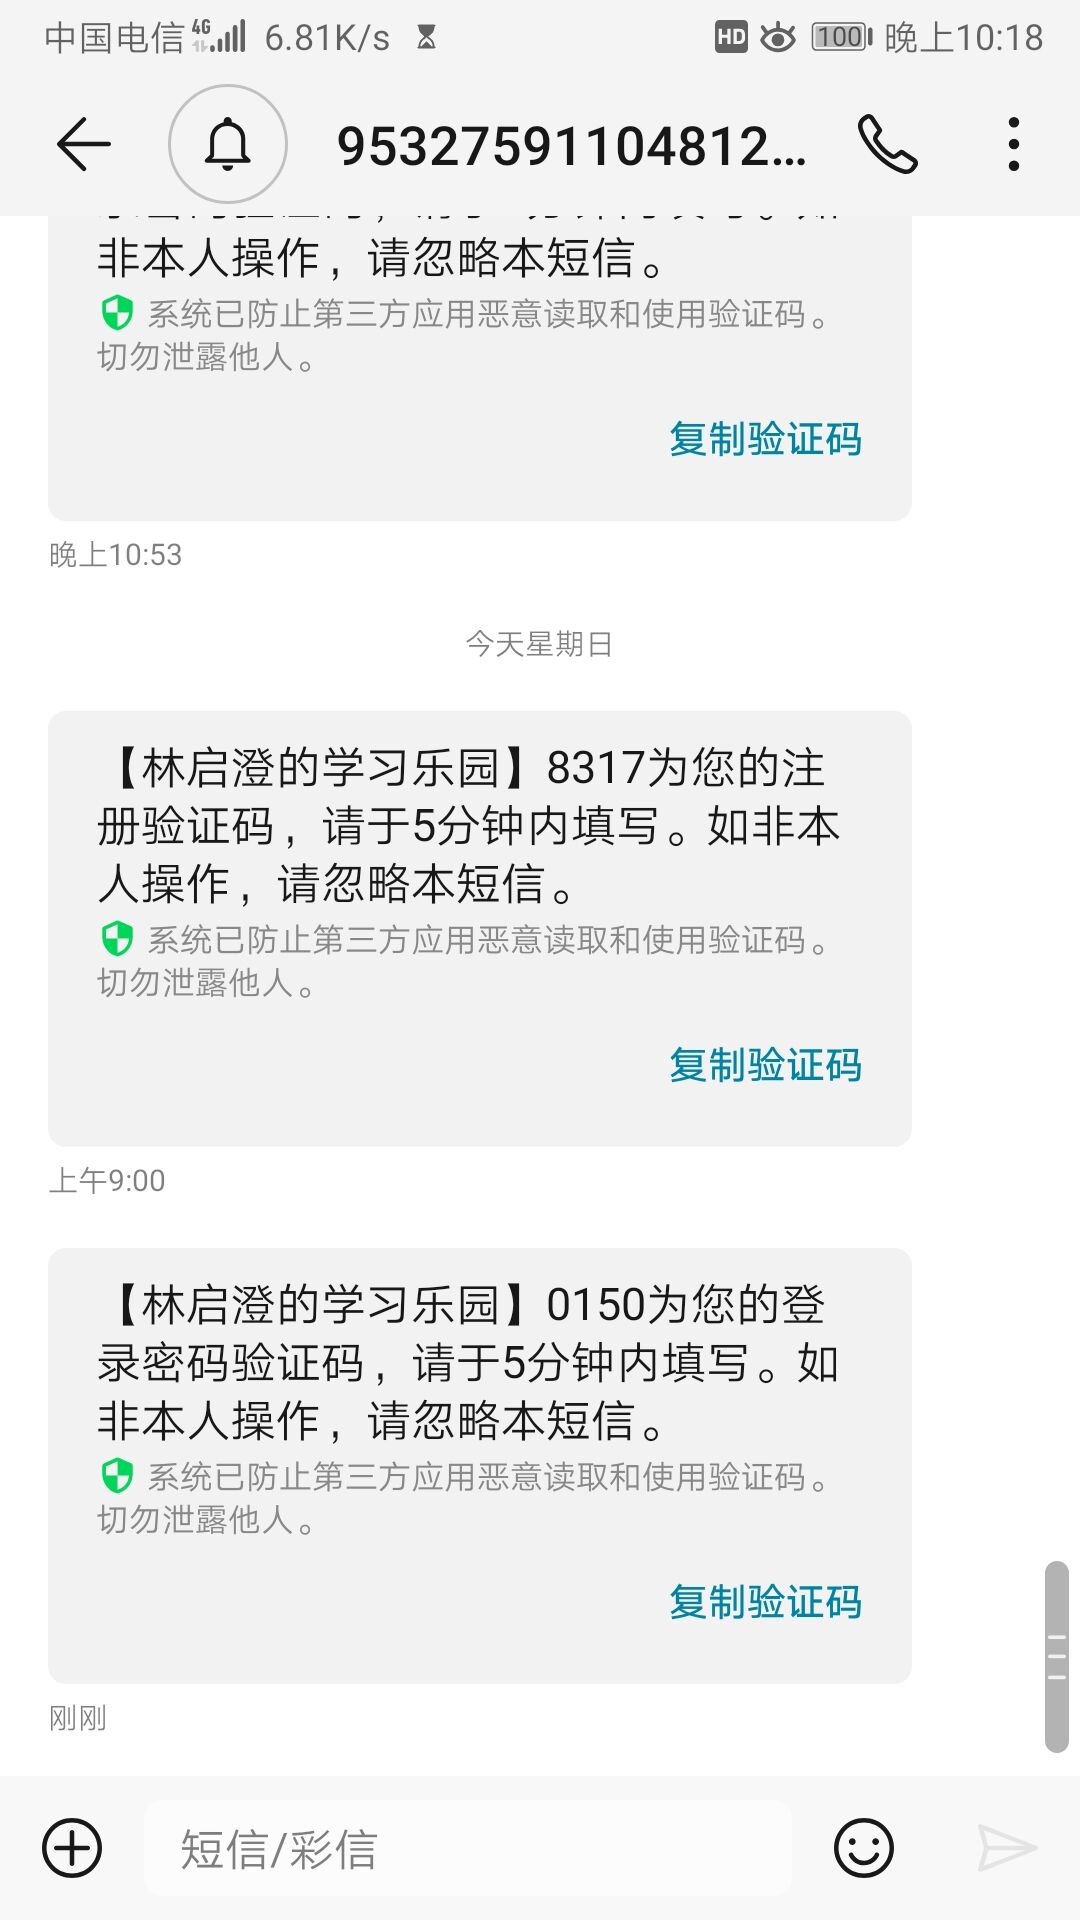 中国电信 4G 6.81K/s HD 100 晚上10:18
95327591104812...
非本人操作，请忽略本短信。
系统已防止第三方应用恶意读取和使用验证码。
切勿泄露他人。
复制验证码
晚上10:53
今天星期日
【林启澄的学习乐园】8317为您的注
册验证码，请于5分钟内填写。如非本
人操作，请忽略本短信。
系统已防止第三方应用恶意读取和使用验证码。
切勿泄露他人。
复制验证码
上午9:00
【林启澄的学习乐园】0150为您的登
录密码验证码，请于5分钟内填写。如
非本人操作，请忽略本短信。
系统已防止第三方应用恶意读取和使用验证码。
切勿泄露他人。
复制验证码
刚刚
短信/彩信